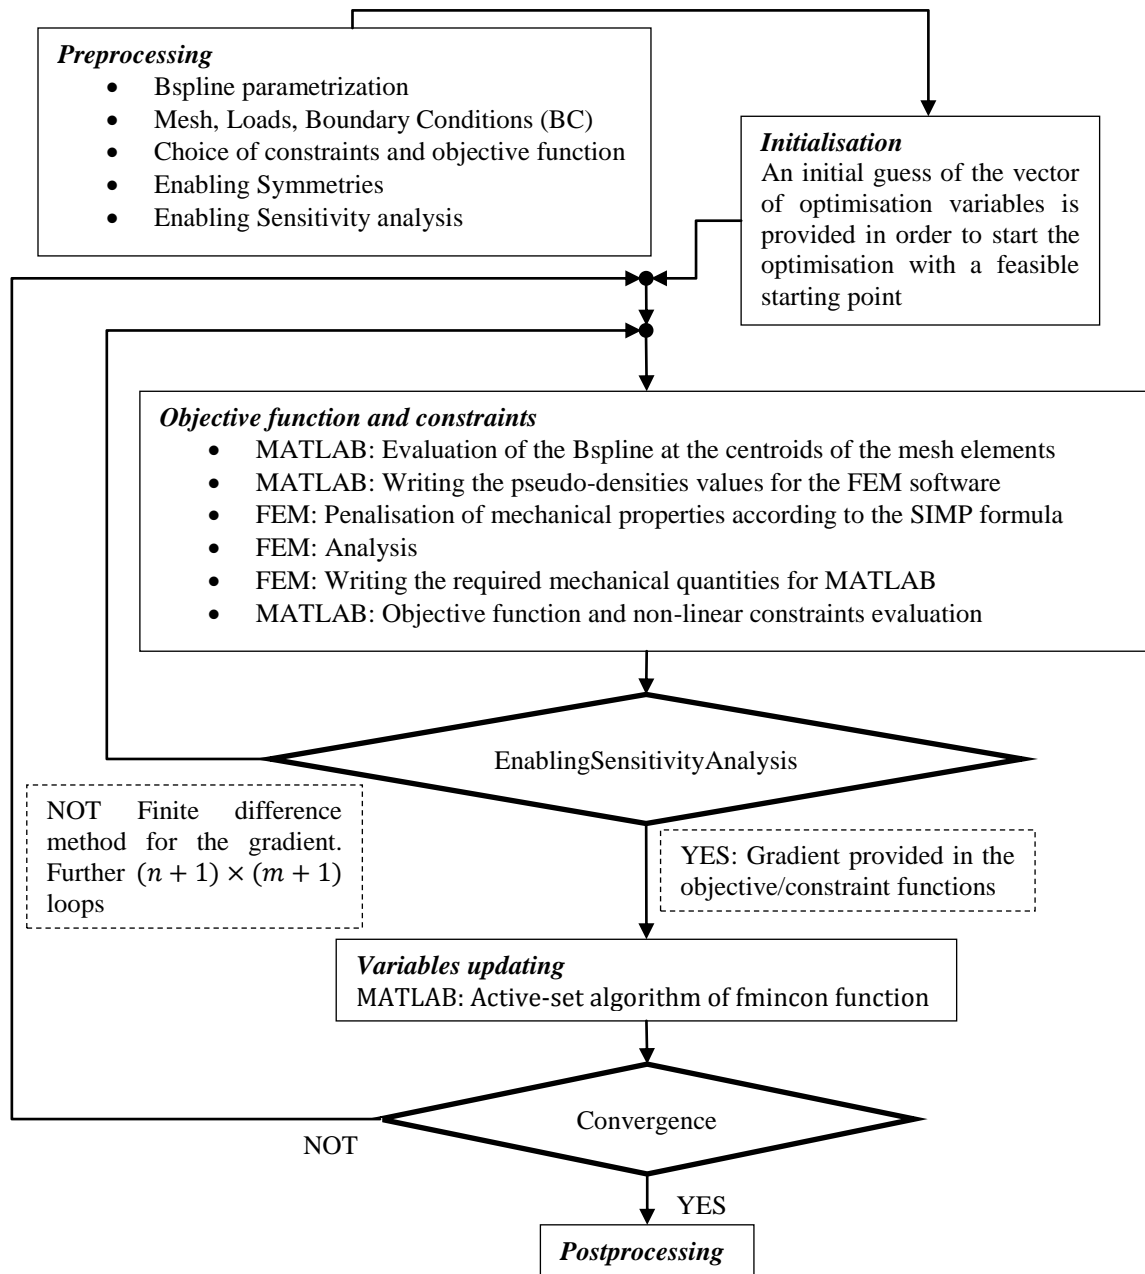 Preprocessing
• Bspline parametrization
• Mesh, Loads, Boundary Conditions (BC)
• Choice of constraints and objective function
• Enabling Symmetries
• Enabling Sensitivity analysis
Initialisation
An initial guess of the vector
of optimisation variables is
provided in order to start the
optimisation with a feasible
starting point
Objective function and constraints
• MATLAB: Evaluation of the Bspline at the centroids of the mesh elements
• MATLAB: Writing the pseudo-densities values for the FEM software
• FEM: Penalisation of mechanical properties according to the SIMP formula
• FEM: Analysis
• FEM: Writing the required mechanical quantities for MATLAB
• MATLAB: Objective function and non-linear constraints evaluation
EnablingSensitivityAnalysis
NOT Finite difference
method for the gradient.
Further (n + 1) × (m + 1)
loops
YES: Gradient provided in the
objective/constraint functions
Variables updating
MATLAB: Active-set algorithm of fmincon function
Convergence
NOT
YES
Postprocessing